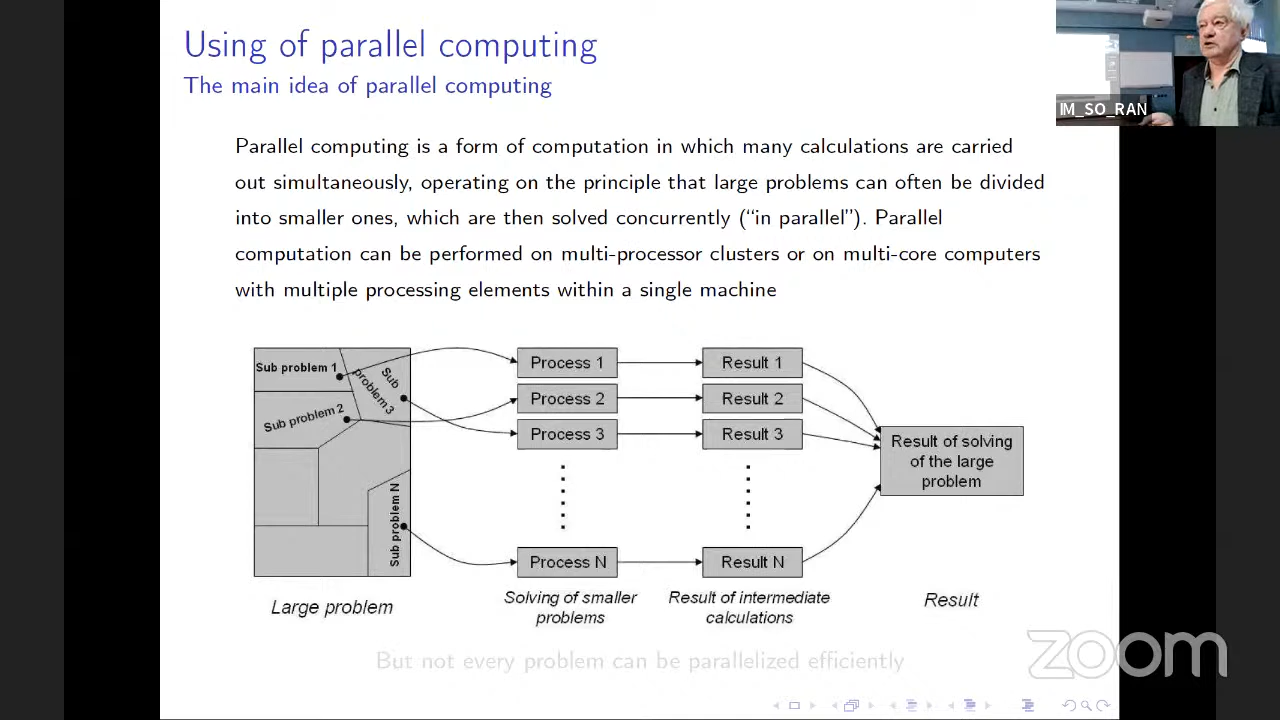 Using of parallel computing
The main idea of parallel computing
IM_SO_RAN
Parallel computing is a form of computation in which many calculations are carried
out simultaneously, operating on the principle that large problems can often be divided
into smaller ones, which are then solved concurrently (“in parallel”). Parallel
computation can be performed on multi-processor clusters or on multi-core computers
with multiple processing elements within a single machine
Sub problem 1
Sub
problem 3
Sub problem 2
Sub problem N
Large problem
Process 1
Process 2
Process 3
Process N
Solving of smaller
problems
Result 1
Result 2
Result 3
Result N
Result of intermediate
calculations
Result of solving
of the large
problem
Result
But not every problem can be parallelized efficiently
zoom